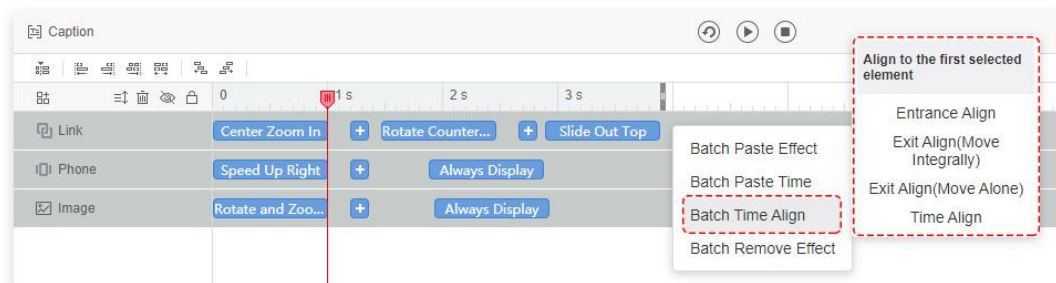 Caption
0 1 s 2 s 3 s
Link Center Zoom In + Rotate Counter... + Slide Out Top
Phone Speed Up Right + Always Display
Image Rotate and Zoo... + Always Display
Batch Paste Effect
Batch Paste Time
Batch Time Align
Batch Remove Effect
Align to the first selected
element
Entrance Align
Exit Align(Move
Integrally)
Exit Align(Move Alone)
Time Align